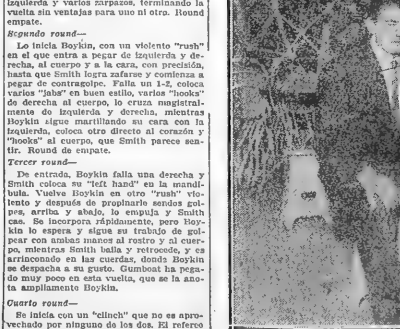 izquierda y varios zarpazos, terminando la
vuelta sin ventajas para uno ni otro. Round
empate.
Segundo round—
Lo inicia Boykin, con un violento "rush"
en el que entra a pegar de izquierda y de-
recha, al cuerpo y a la cara, con precisión,
hasta que Smith logra zafarse y comienza a
pegar de contragolpe. Falla un 1-2, coloca
varios "jabs" en buen estilo, varios "hooks"
de derecha al cuerpo, lo cruza magistral-
mente do izquierda y derecha, mientras
Boykin sigue martillando su cara con la
izquierda, coloca otro directo al corazón y
"hooks" al cuerpo, que Smith parece sen-
tir. Round de empate.
Tercer round—
De entrada, Boykin falla una derecha y
Smith coloca su "left hand" en la mandí-
bula. Vuelve Boykin en otro "rush" vio-
lento y después de propinarle sendos gol-
pes, arriba y abajo, lo empuja y Smith
cae. Se incorpora rápidamente, pero Boy-
kin lo espera y sigue su trabajo de gol-
pear con ambas manos al rostro y al cuer-
po, mientras Smith baila y retrocede, y es
arrinconado en las cuerdas, donde Boykin
se despacha a su gusto. Gumboat ha pega-
do muy poco en esta vuelta, que se la ano-
ta ampliamento Boykin.
Cuarto round—
Se inicia con un "clinch" que no es apro-
vechado por ninguno de los dos. El referee